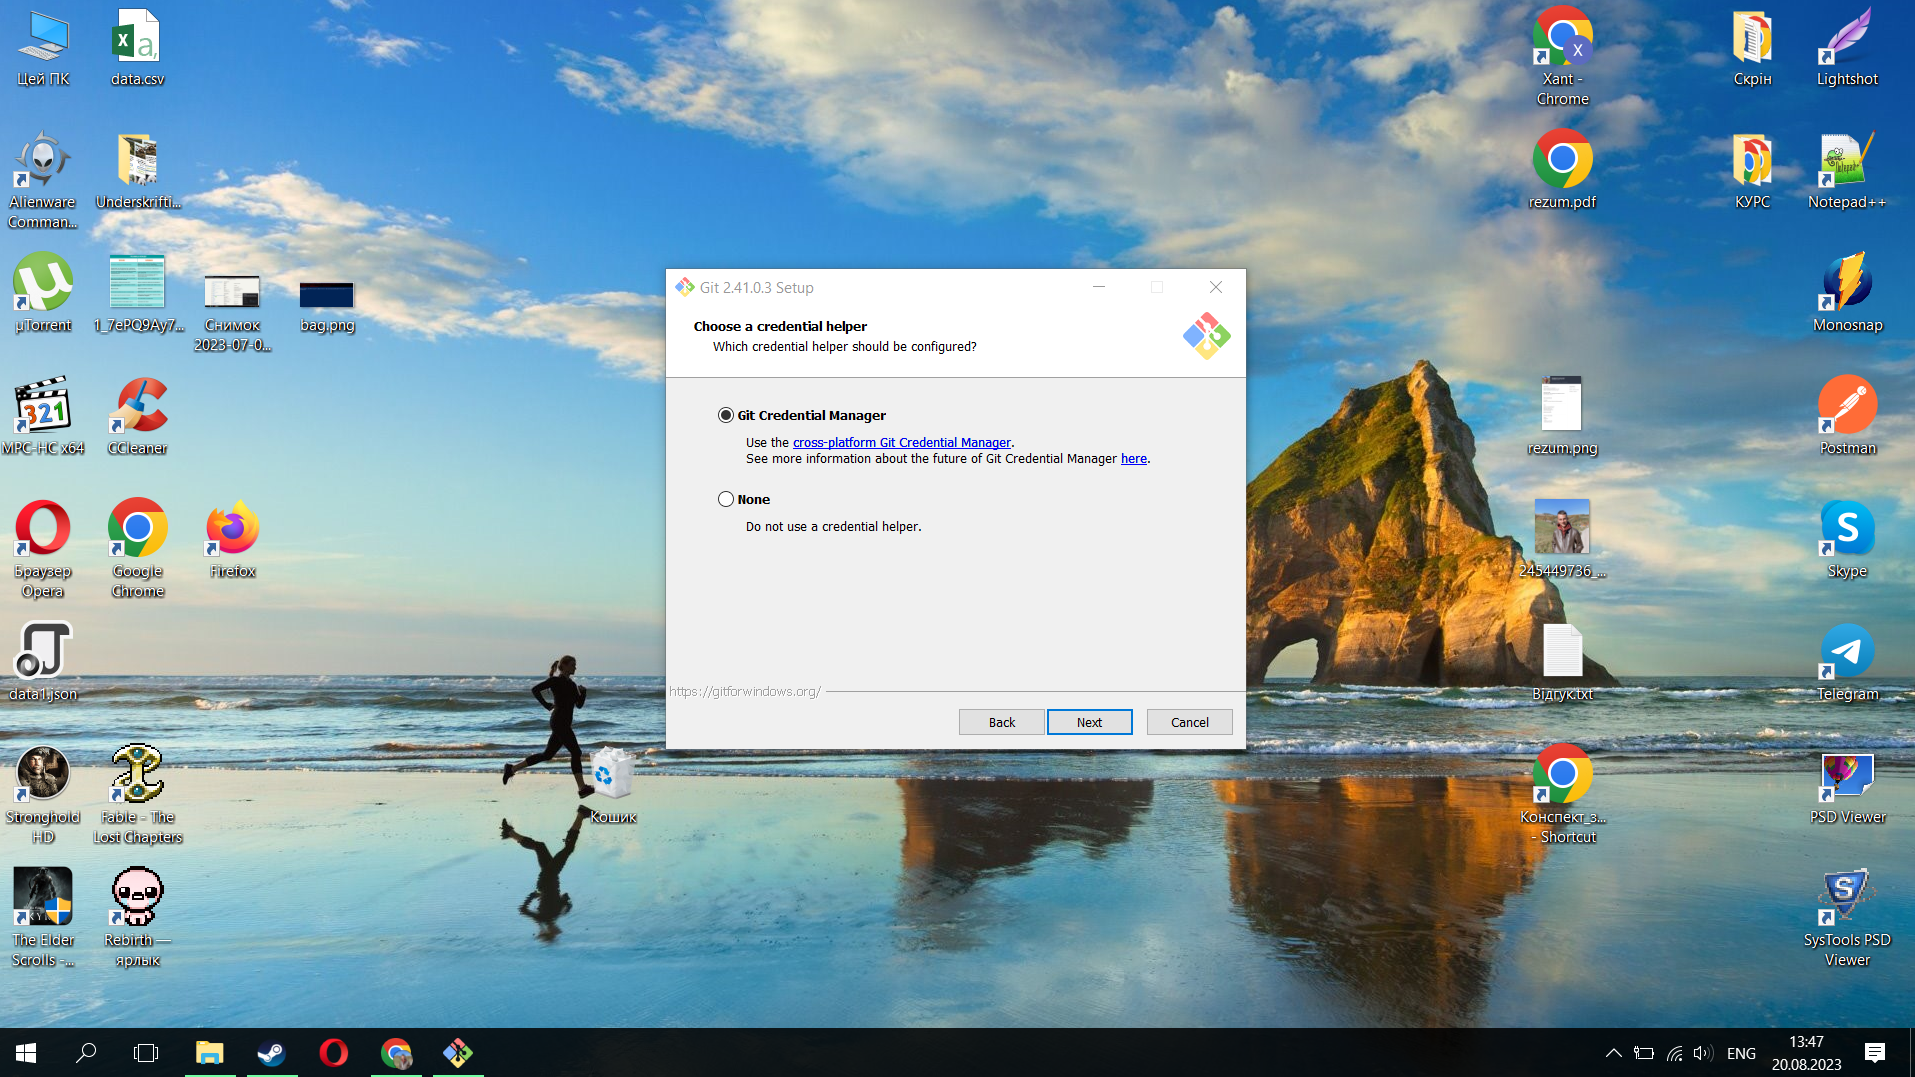 Цей ПК
data.csv
Xant -
Chrome
Скрін
Lightshot
Alienware
Comman...
Underskrifti...
rezum.pdf
КУРС
Notepad++
µTorrent
1_7ePQ9Ay7...
Снимок
2023-07-0...
bag.png
Monosnap
MPC-HC x64
CCleaner
rezum.png
Postman
Браузер
Opera
Google
Chrome
Firefox
245449736_...
Skype
data1.json
Відгук.txt
Telegram
Stronghold
HD
Fable - The
Lost Chapters
Кошик
Конспект_з...
- Shortcut
PSD Viewer
The Elder
Scrolls -...
Rebirth —
ярлык
SysTools PSD
Viewer
Git 2.41.0.3 Setup
Choose a credential helper
Which credential helper should be configured?
Git Credential Manager
Use the cross-platform Git Credential Manager.
See more information about the future of Git Credential Manager here.
None
Do not use a credential helper.
https://gitforwindows.org/
Back
Next
Cancel
ENG
13:47
20.08.2023